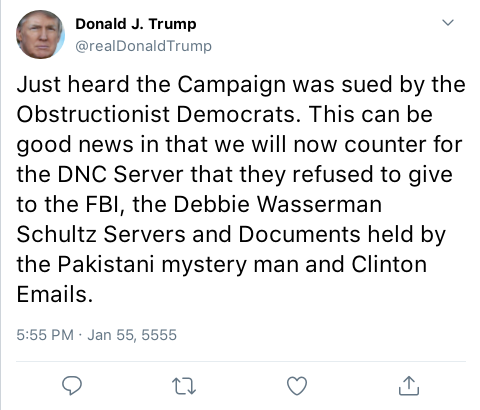 Donald J. Trump
@realDonaldTrump
Just heard the Campaign was sued by the
Obstructionist Democrats. This can be
good news in that we will now counter for
the DNC Server that they refused to give
to the FBI, the Debbie Wasserman
Schultz Servers and Documents held by
the Pakistani mystery man and Clinton
Emails.
5:55 PM · Jan 55, 5555